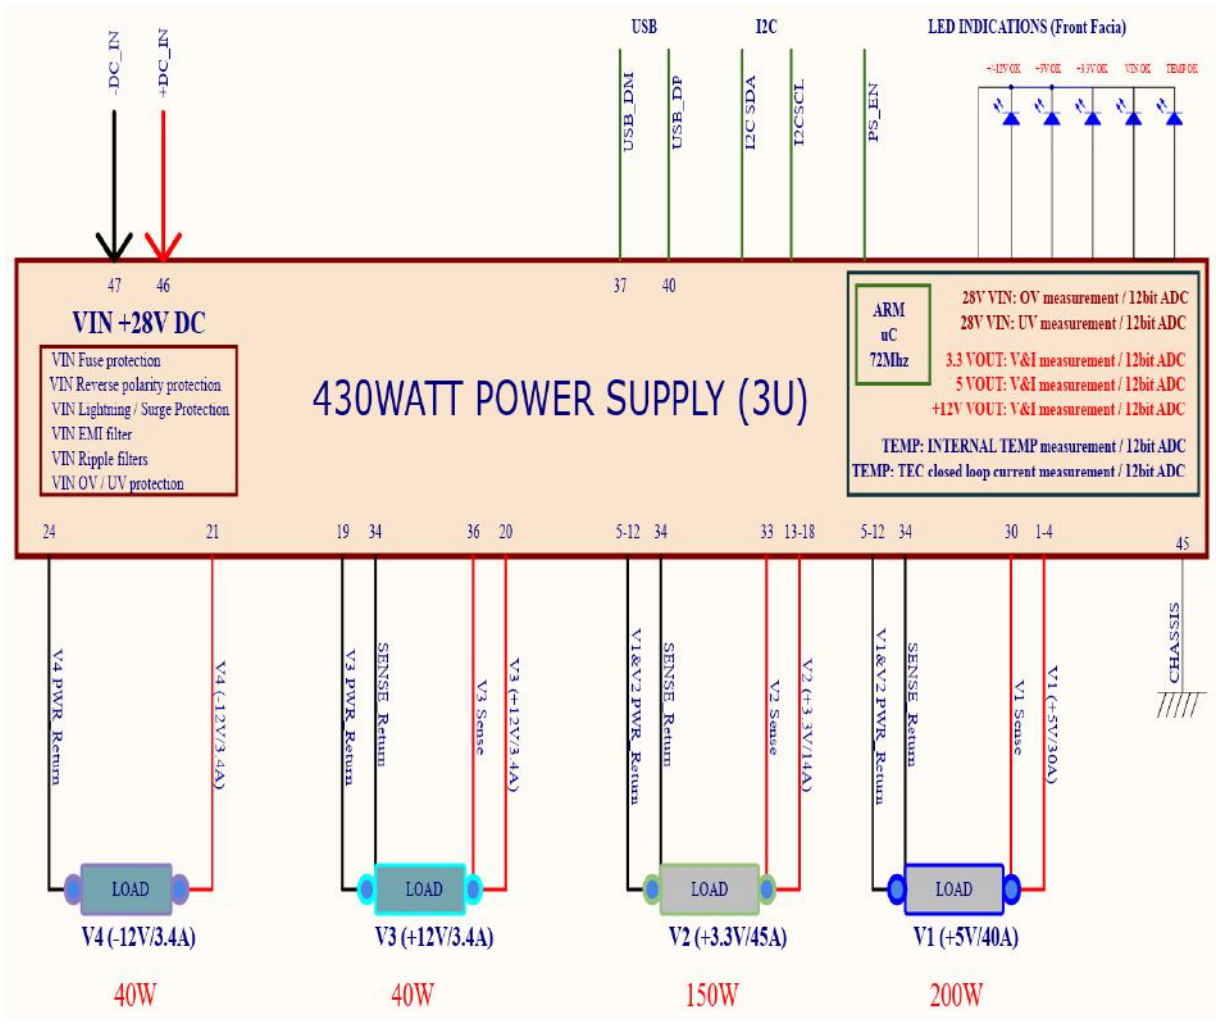 USB I2C LED INDICATIONS (Front Facia)
-DC_IN
+DC_IN
USB_DM
USB_DP
I2C SDA
I2CSCL
PS_EN
+/-12V OK +5V OK +3.3V OK VIN OK TEMP OK
47 46 37 40
VIN +28V DC
VIN Fuse protection
VIN Reverse polarity protection
VIN Lightning / Surge Protection
VIN EMI filter
VIN Ripple filters
VIN OV / UV protection
430WATT POWER SUPPLY (3U)
ARM
uC
72Mhz
28V VIN: OV measurement / 12bit ADC
28V VIN: UV measurement / 12bit ADC
3.3 VOUT: V&I measurement / 12bit ADC
5 VOUT: V&I measurement / 12bit ADC
+12V VOUT: V&I measurement / 12bit ADC
TEMP: INTERNAL TEMP measurement / 12bit ADC
TEMP: TEC closed loop current measurement / 12bit ADC
24 21 19 34 36 20 5-12 34 33 13-18 5-12 34 30 1-4 45
V4 PWR_Return
V4 (-12V/3.4A)
V3 PWR_Return
SENSE_Return
V3 Sense
V3 (+12V/3.4A)
V1&V2 PWR_Return
SENSE_Return
V2 Sense
V2 (+3.3V/14A)
V1&V2 PWR_Return
SENSE_Return
V1 Sense
V1 (+5V/30A)
CHASSIS
LOAD LOAD LOAD LOAD
V4 (-12V/3.4A) V3 (+12V/3.4A) V2 (+3.3V/45A) V1 (+5V/40A)
40W 40W 150W 200W